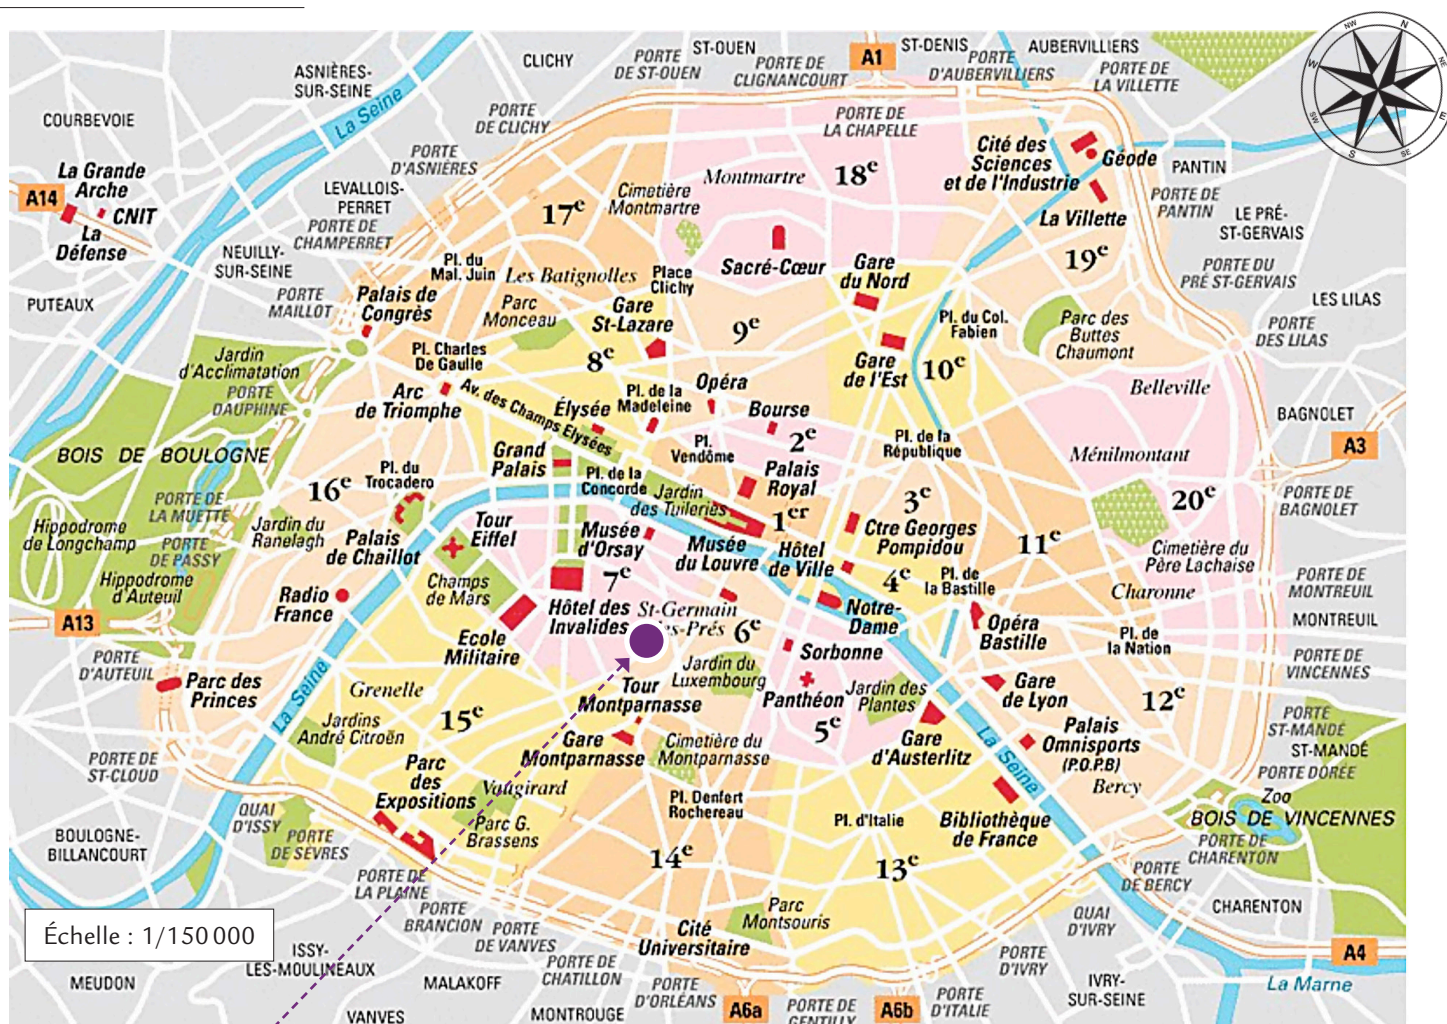 CLICHY
PORTE
DE ST-OUEN
ST-OUEN
PORTE DE
CLIGNANCOURT
A1
ST-DENIS
PORTE
D'AUBERVILLIERS
AUBERVILLIERS
PORTE DE
LA VILLETTE
N
NE
E
SE
S
SW
W
NW
ASNIÈRES-
SUR-SEINE
La Seine
COURBEVOIE
PORTE
DE CLICHY
PORTE DE
LA CHAPELLE
PORTE
D'ASNIÈRES
La Grande
Arche
A14
CNIT
La
Défense
LEVALLOIS-
PERRET
PORTE DE
CHAMPERRET
17e
Cimetière
Montmartre
Montmartre
18e
Cité des
Sciences
et de l'Industrie
Géode
PANTIN
La Villette
PORTE DE
PANTIN
LE PRÉ-
ST-GERVAIS
NEUILLY-
SUR-SEINE
Pl. du
Mal. Juin
Les Batignolles
Place
Clichy
Sacré-Cœur
Gare
du Nord
19e
PORTE DU
PRÉ ST-GERVAIS
PUTEAUX
PORTE
MAILLOT
Palais de
Congrès
Parc
Monceau
Gare
St-Lazare
9e
Pl. du Col.
Fabien
Parc des
Buttes
Chaumont
LES LILAS
PORTE
DES LILAS
Jardin
d'Acclimatation
Pl. Charles
De Gaulle
8e
Gare
de l'Est
10e
PORTE
DAUPHINE
Arc
de Triomphe
Av. des Champs Elysées
Élysée
Pl. de la
Madeleine
Opéra
Bourse
2e
Belleville
BAGNOLET
A3
BOIS DE BOULOGNE
Grand
Palais
Pl.
Vendôme
Pl. de la
République
Ménilmontant
Pl. du
Trocadero
16e
Pl. de la
Concorde
Jardin
des Tuileries
Palais
Royal
3e
20e
PORTE DE
LA MUETTE
PORTE DE
BAGNOLET
Hippodrome
de Longchamp
Jardin du
Ranelagh
Palais
de Chaillot
Tour
Eiffel
Musée
d'Orsay
Musée
du Louvre
1er
Hôtel
de Ville
Ctre Georges
Pompidou
11e
Cimetière du
Père Lachaise
PORTE
DE PASSY
Hippodrome
d'Auteuil
Champs
de Mars
7e
4e
Pl. de
la Bastille
Charonne
PORTE DE
MONTREUIL
A13
Radio
France
Hôtel des
Invalides
St-Germain
es-Prés
6e
Notre-
Dame
Opéra
Bastille
MONTREUIL
Ecole
Militaire
Sorbonne
Pl. de
la Nation
PORTE
D'AUTEUIL
PORTE DE
VINCENNES
Parc des
Princes
La Seine
Grenelle
Tour
Montparnasse
Jardin du
Luxembourg
Panthéon
Jardin des
Plantes
Gare
de Lyon
12e
15e
5e
PORTE
ST-MANDÉ
ST-MANDÉ
Jardins
André Citroën
Gare
Montparnasse
Cimetière du
Montparnasse
Gare
d'Austerlitz
La Seine
Palais
Omnisports
(P.O.P.B)
PORTE DE
ST-CLOUD
Parc
des
Expositions
Vaugirard
Bercy
PORTE DORÉE
Zoo
QUAI
D'ISSY
Pl. Denfert
Rochereau
Pl. d'Italie
Bibliothèque
de France
BOIS DE VINCENNES
BOULOGNE-
BILLANCOURT
PORTE
DE SÈVRES
Parc G.
Brassens
14e
13e
PORTE DE
CHARENTON
PORTE DE
LA PLAINE
PORTE
DE BERCY
PORTE
BRANCION
Parc
Montsouris
QUAI
D'IVRY
CHARENTON
Échelle : 1/150 000
PORTE
DE VANVES
Cité
Universitaire
A4
ISSY-
LES-MOULINEAUX
PORTE DE
CHATILLON
PORTE
D'IVRY
MEUDON
MALAKOFF
PORTE
D'ORLÉANS
IVRY-
SUR-SEINE
La Marne
VANVES
MONTROUGE
A6a
PORTE DE
GENTILLY
A6b
PORTE
D'ITALIE